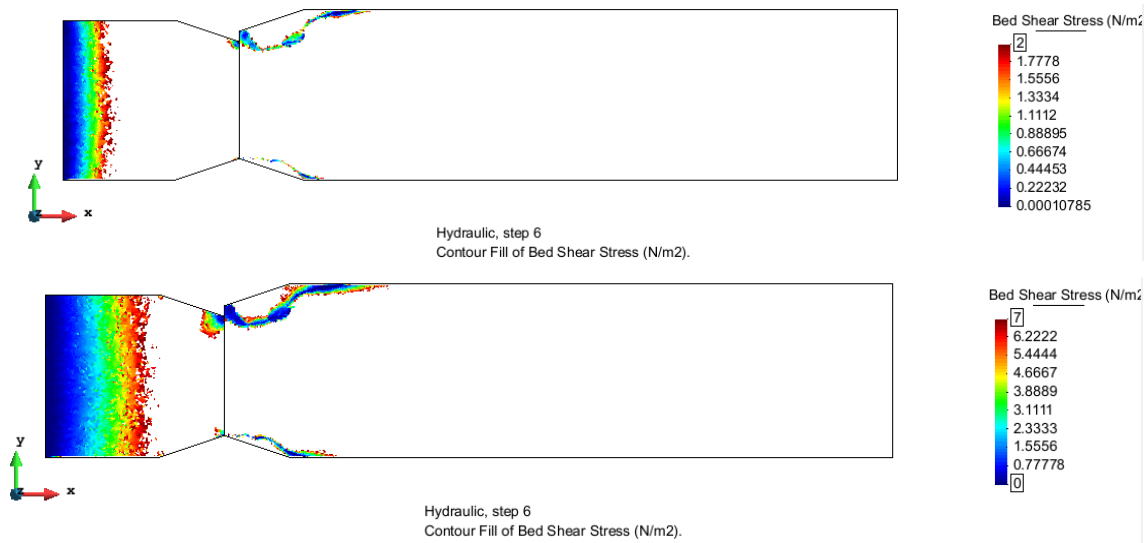 Bed Shear Stress (N/m2
2
1.7778
1.5556
1.3334
1.1112
0.88895
0.66674
0.44453
0.22232
0.00010785
y
z
x
Hydraulic, step 6
Contour Fill of Bed Shear Stress (N/m2).
Bed Shear Stress (N/m2
7
6.2222
5.4444
4.6667
3.8889
3.1111
2.3333
1.5556
0.77778
0
y
z
x
Hydraulic, step 6
Contour Fill of Bed Shear Stress (N/m2).